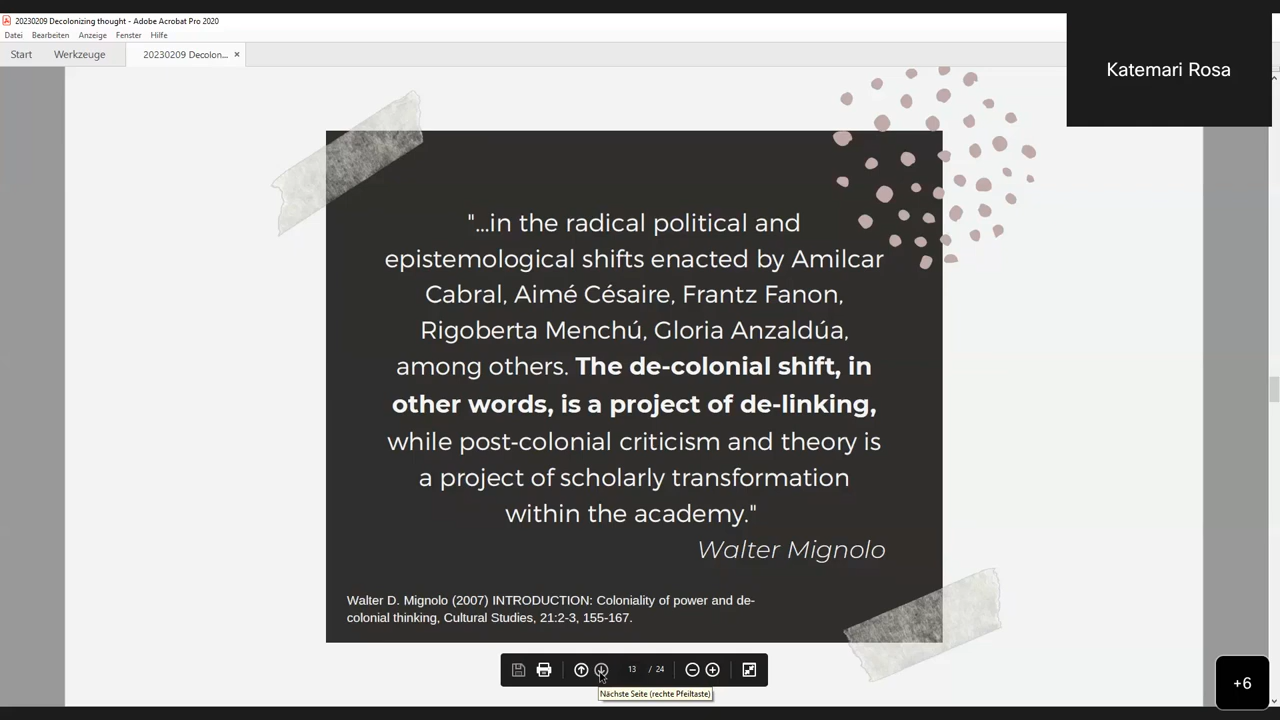 20230209 Decolonizing thought - Adobe Acrobat Pro 2020
Datei Bearbeiten Anzeige Fenster Hilfe
Start Werkzeuge 20230209 Decolon... ×
Katemari Rosa
"...in the radical political and
epistemological shifts enacted by Amilcar
Cabral, Aimé Césaire, Frantz Fanon,
Rigoberta Menchú, Gloria Anzaldúa,
among others. The de-colonial shift, in
other words, is a project of de-linking,
while post-colonial criticism and theory is
a project of scholarly transformation
within the academy."
Walter Mignolo
Walter D. Mignolo (2007) INTRODUCTION: Coloniality of power and de-
colonial thinking, Cultural Studies, 21:2-3, 155-167.
13 / 24
Nächste Seite (rechte Pfeiltaste)
+6